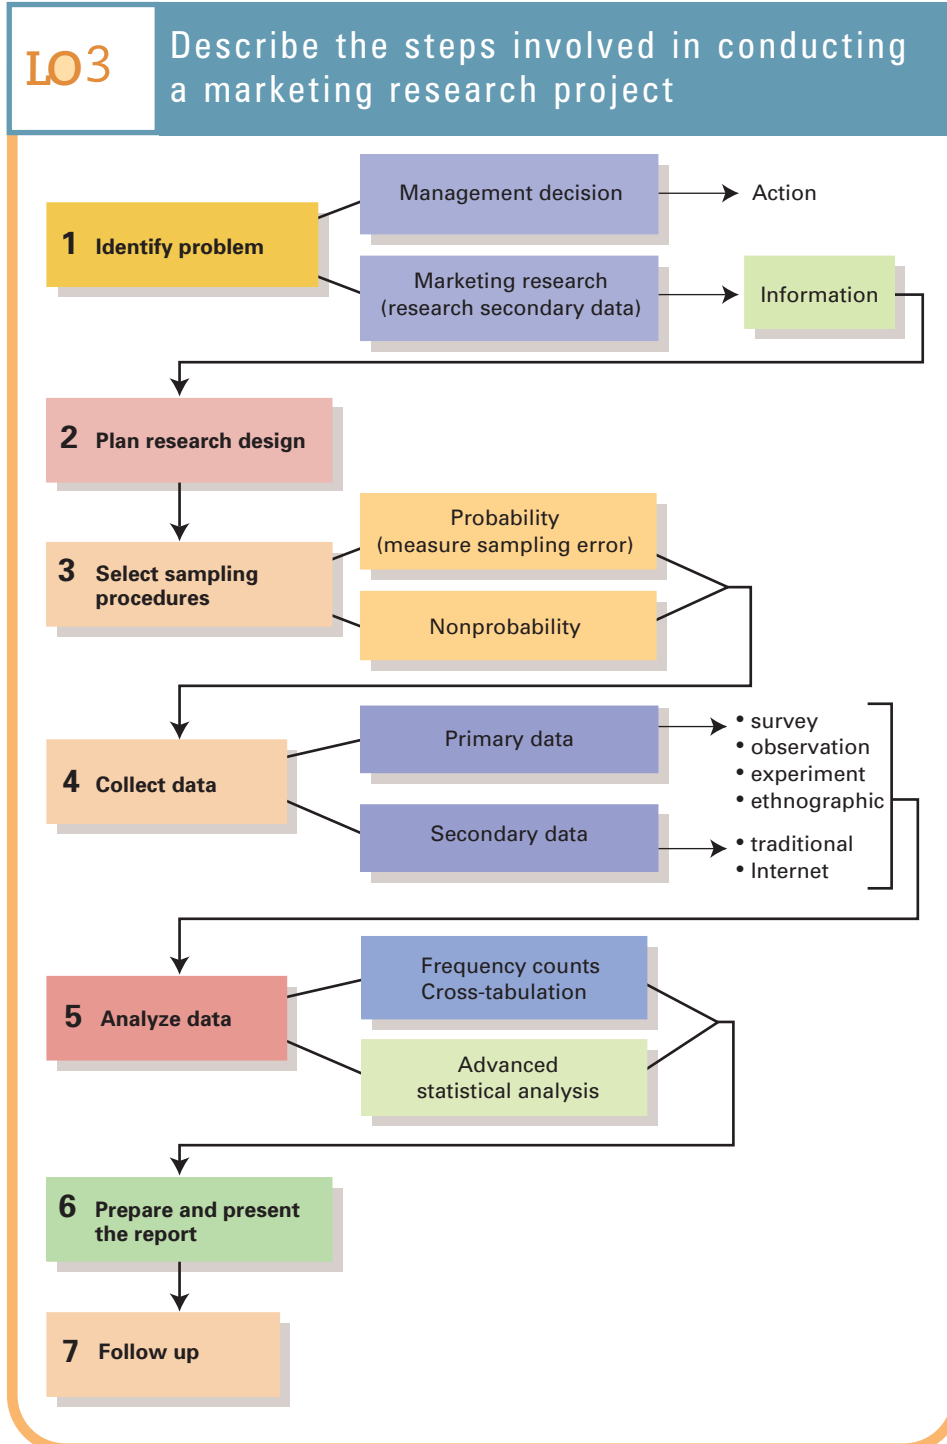 LO3
Describe the steps involved in conducting
a marketing research project
1 Identify problem
Management decision
Action
Marketing research
(research secondary data)
Information
2 Plan research design
3 Select sampling
procedures
Probability
(measure sampling error)
Nonprobability
4 Collect data
Primary data
• survey
• observation
• experiment
• ethnographic
Secondary data
• traditional
• Internet
5 Analyze data
Frequency counts
Cross-tabulation
Advanced
statistical analysis
6 Prepare and present
the report
7 Follow up